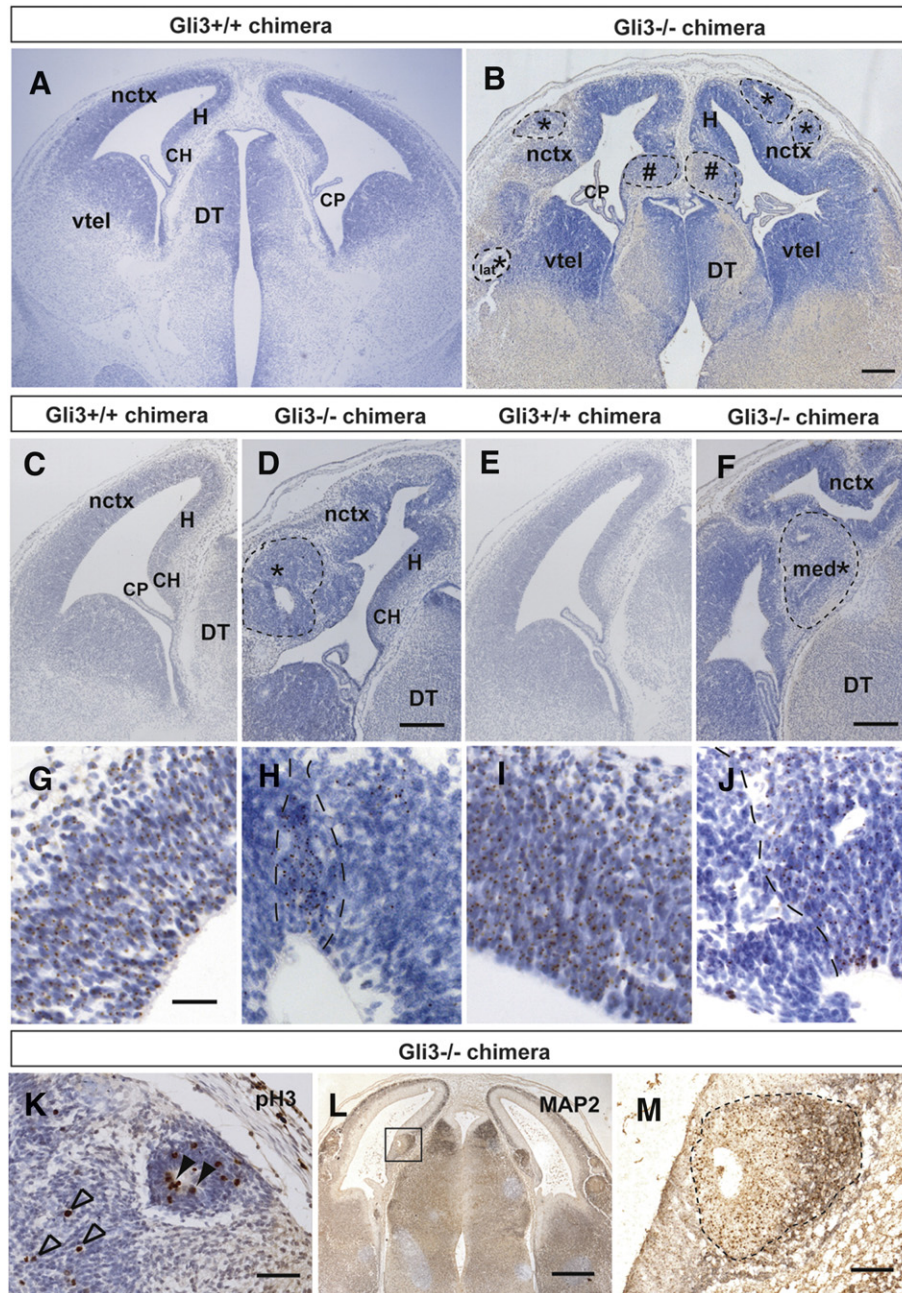 Gli3+/+ chimera
Gli3-/- chimera
A
nctx
H
CH
CP
vtel
DT
B
*
*
*
H
nctx
nctx
#
#
CP
vtel
DT
vtel
lat*
Gli3+/+ chimera
Gli3-/- chimera
Gli3+/+ chimera
Gli3-/- chimera
C
nctx
H
CH
CP
DT
D
nctx
*
H
CH
DT
E
F
nctx
med*
DT
G
H
I
J
Gli3-/- chimera
K
pH3
L
MAP2
M